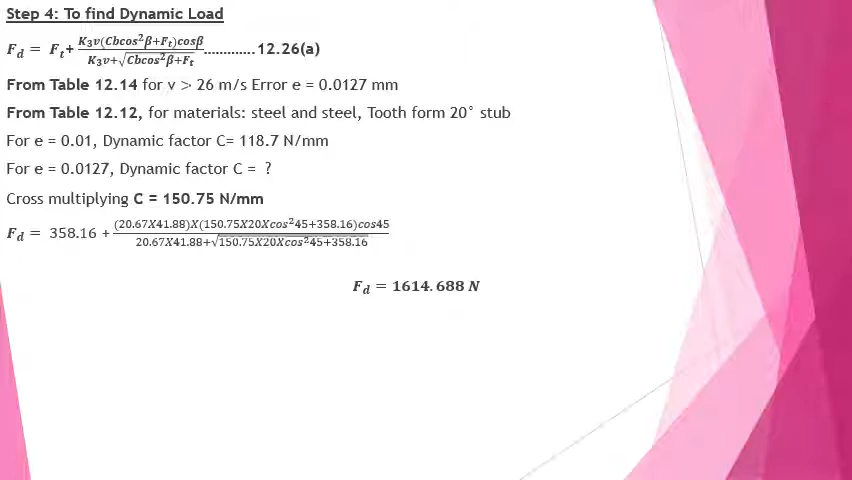 Step 4: To find Dynamic Load
F_d = F_t + K₃v(Cbcos²β+F_t)cosβ / K₃v+√Cbcos²β+F_t ............. 12.26(a)
From Table 12.14 for v > 26 m/s Error e = 0.0127 mm
From Table 12.12, for materials: steel and steel, Tooth form 20° stub
For e = 0.01, Dynamic factor C= 118.7 N/mm
For e = 0.0127, Dynamic factor C = ?
Cross multiplying C = 150.75 N/mm
F_d = 358.16 + (20.67X41.88)X(150.75X20Xcos²45+358.16)cos45 / 20.67X41.88+√150.75X20Xcos²45+358.16
F_d = 1614.688 N